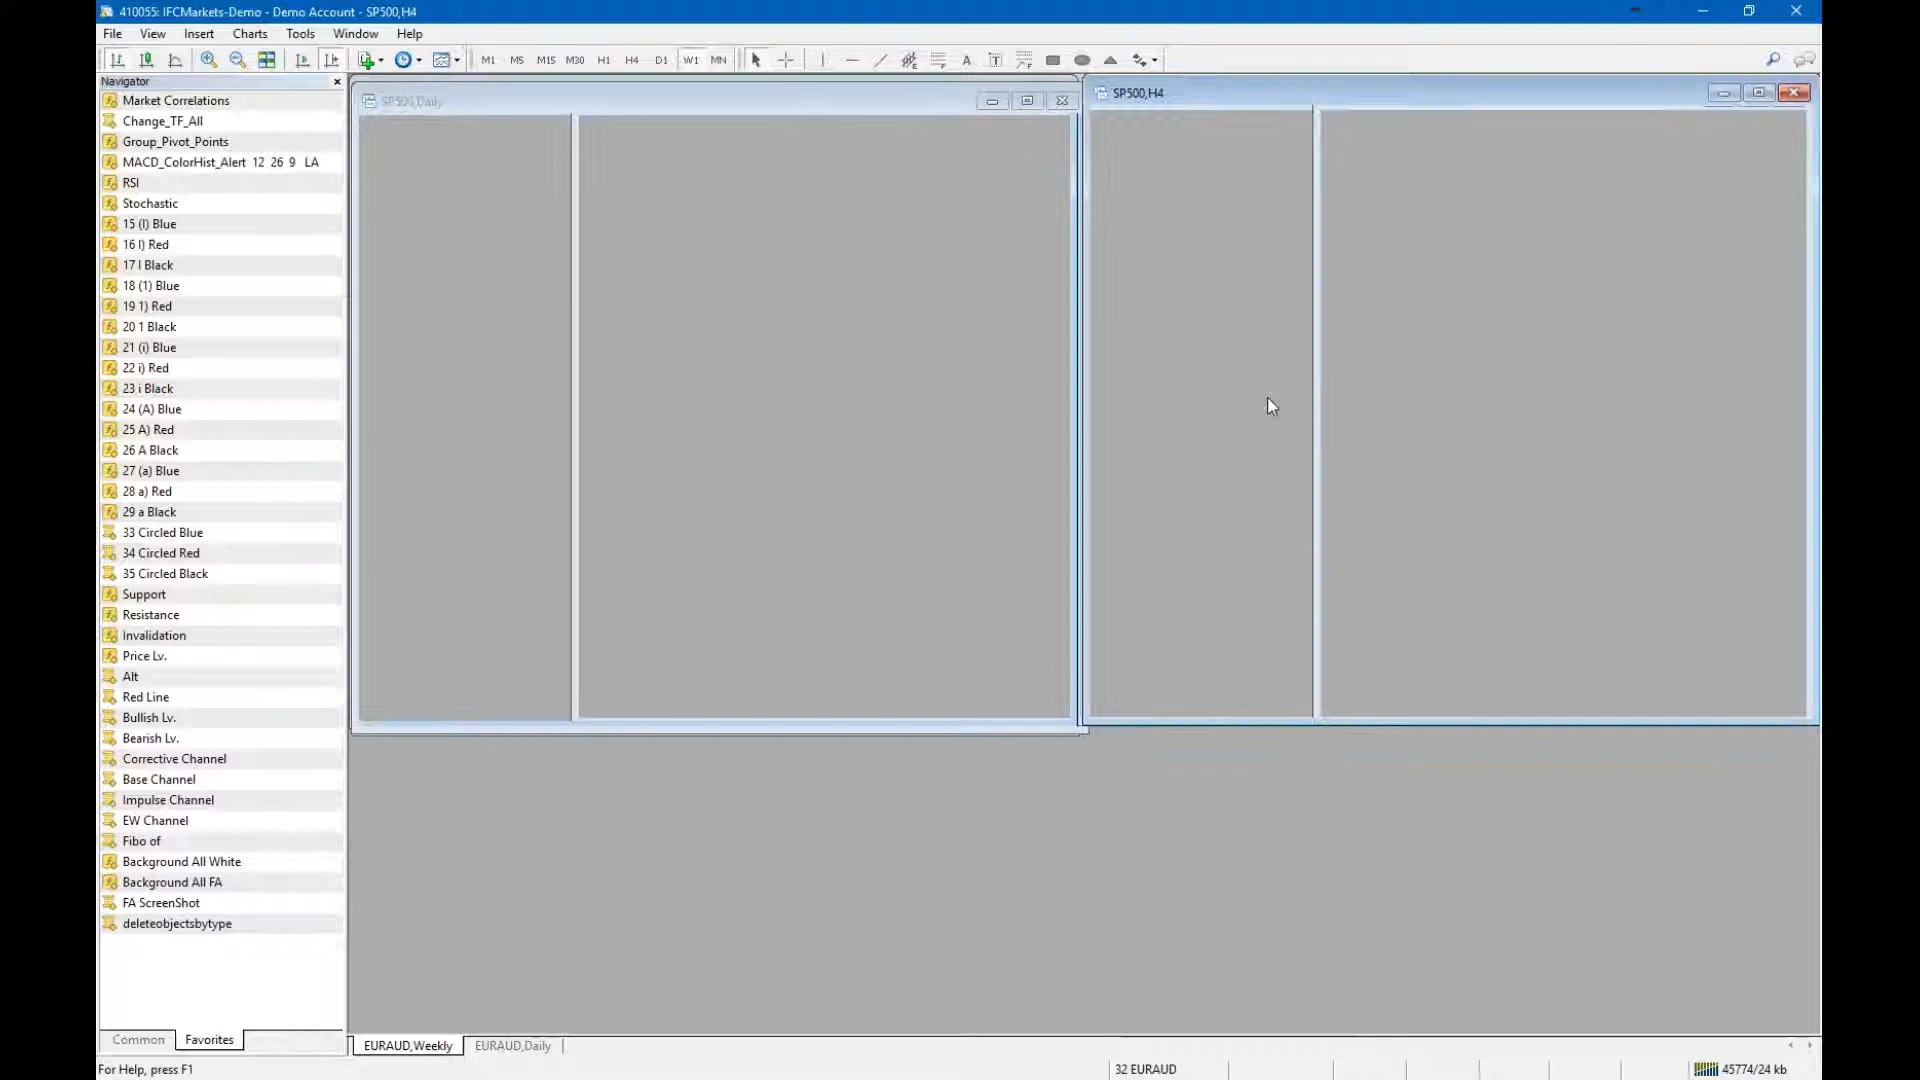 410055: IFCMarkets-Demo - Demo Account - SP500,H4
File View Insert Charts Tools Window Help
A T M1 M5 M15 M30 H1 H4 D1 W1 MN
Navigator
Market Correlations
Change_TF_All
Group_Pivot_Points
MACD_ColorHist_Alert 12 26 9 LA
RSI
Stochastic
15 (I) Blue
16 I) Red
17 I Black
18 (1) Blue
19 1) Red
20 1 Black
21 (i) Blue
22 i) Red
23 i Black
24 (A) Blue
25 A) Red
26 A Black
27 (a) Blue
28 a) Red
29 a Black
33 Circled Blue
34 Circled Red
35 Circled Black
Support
Resistance
Invalidation
Price Lv.
Alt
Red Line
Bullish Lv.
Bearish Lv.
Corrective Channel
Base Channel
Impulse Channel
EW Channel
Fibo of
Background All White
Background All FA
FA ScreenShot
deleteobjectsbytype
Common Favorites
SP500,Daily
SP500,H4
EURAUD,Weekly EURAUD,Daily
For Help, press F1
32 EURAUD
45774/24 kb